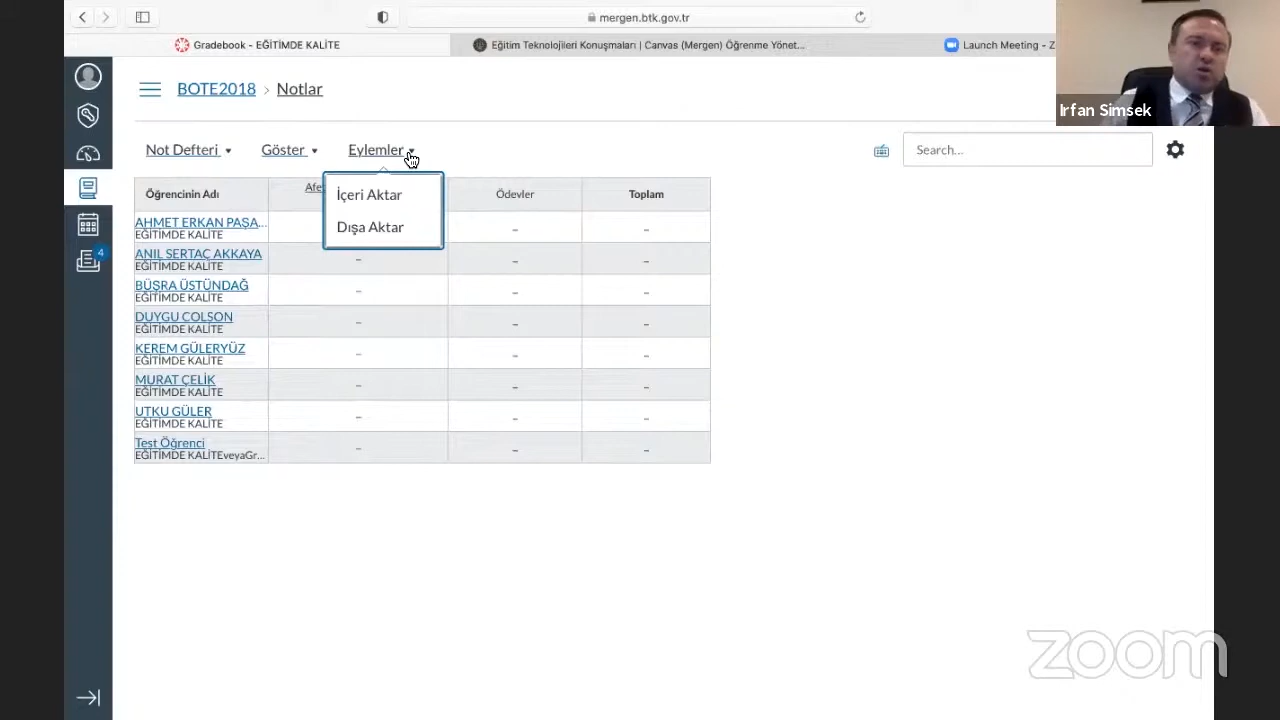 mergen.btk.gov.tr
Gradebook - EĞİTİMDE KALİTE
Eğitim Teknolojileri Konuşmaları | Canvas (Mergen) Öğrenme Yönet...
Launch Meeting - Z
Irfan Simsek
BOTE2018 › Notlar
Not Defteri
Göster
Eylemler
Search...
İçeri Aktar
Dışa Aktar
Öğrencinin Adı
Ödevler
Toplam
AHMET ERKAN PAŞA...
EĞİTİMDE KALİTE
– –
ANIL SERTAÇ AKKAYA
EĞİTİMDE KALİTE
– – –
BÜŞRA ÜSTÜNDAĞ
EĞİTİMDE KALİTE
– – –
DUYGU COLSON
EĞİTİMDE KALİTE
– – –
KEREM GÜLERYÜZ
EĞİTİMDE KALİTE
– – –
MURAT ÇELİK
EĞİTİMDE KALİTE
– – –
UTKU GÜLER
EĞİTİMDE KALİTE
– – –
Test Öğrenci
EĞİTİMDE KALİTEveyaGr...
– – –
4
zoom